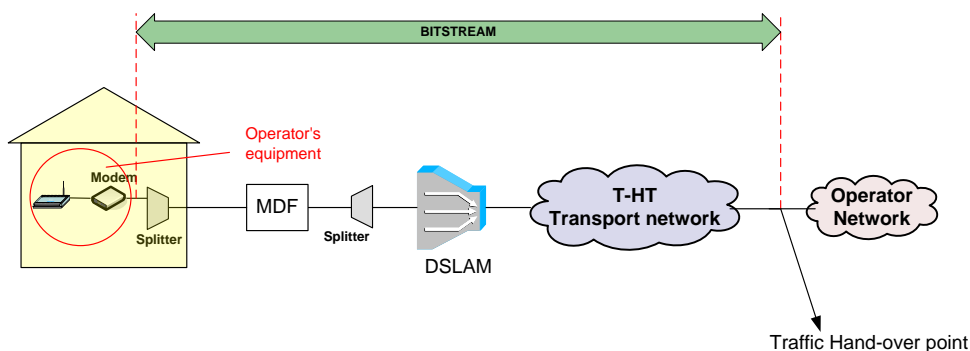 BITSTREAM
Operator's
equipment
Modem
Splitter
MDF
Splitter
DSLAM
T-HT
Transport network
Operator
Network
Traffic Hand-over point